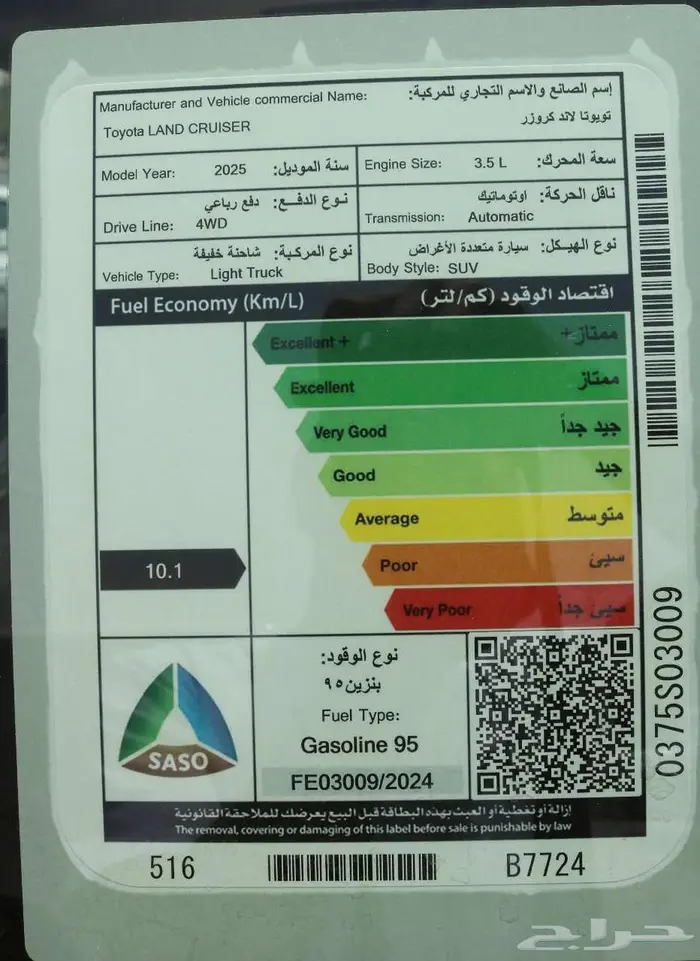 Manufacturer and Vehicle commercial Name: إسم الصانع والاسم التجاري للمركبة:
Toyota LAND CRUISER تويوتا لاند كروزر
Model Year: 2025 سنة الموديل:
Engine Size: 3.5 L سعة المحرك:
نوع الدفع: دفع رباعي
Drive Line: 4WD
ناقل الحركة: اوتوماتيك
Transmission: Automatic
نوع المركبة: شاحنة خفيفة
Vehicle Type: Light Truck
نوع الهيكل: سيارة متعددة الأغراض
Body Style: SUV
Fuel Economy (Km/L) اقتصاد الوقود (كم/لتر)
Excellent + ممتاز+
Excellent ممتاز
Very Good جيد جداً
Good جيد
Average متوسط
10.1 Poor سيئ
Very Poor سيئ جداً
نوع الوقود:
بنزين ٩٥
Fuel Type:
Gasoline 95
FE03009/2024
SASO
0375S03009
إزالة أو تغطية أو العبث بهذه البطاقة قبل البيع يعرضك للملاحقة القانونية
The removal, covering or damaging of this label before sale is punishable by law
516 B7724
حراج